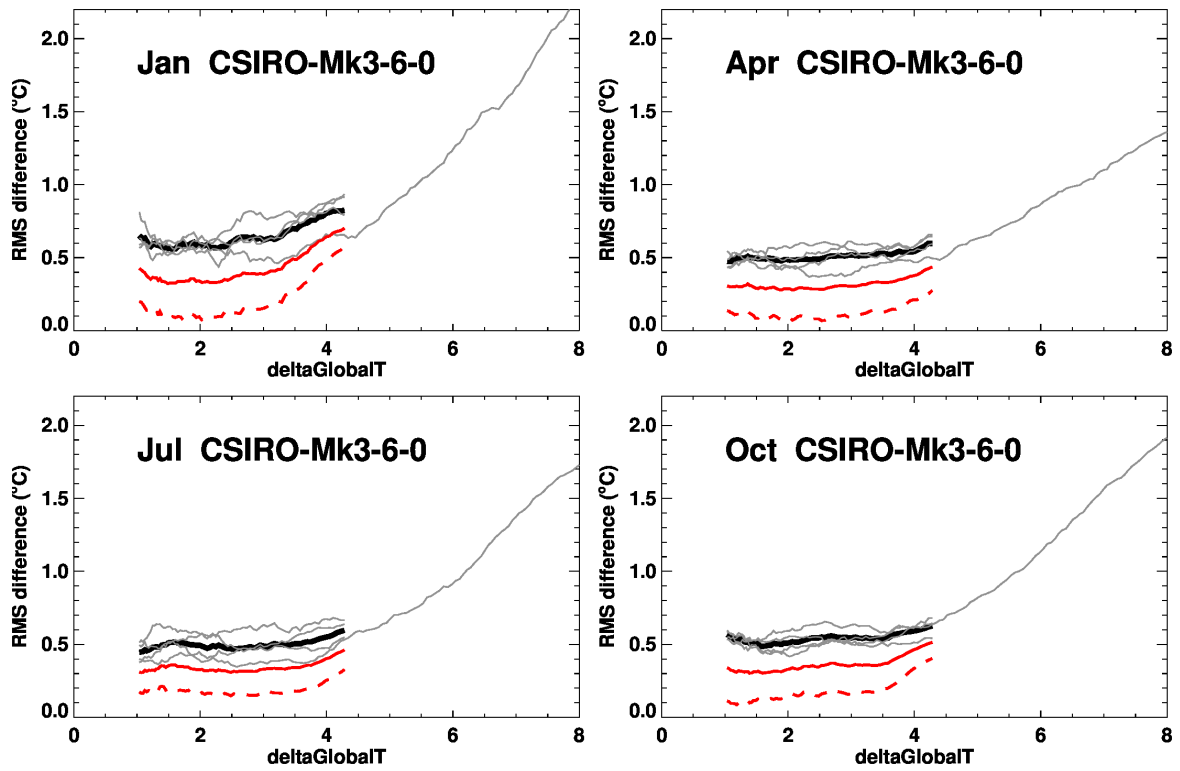 Jan CSIRO-Mk3-6-0
RMS difference (°C)
2.0
1.5
1.0
0.5
0.0
0 2 4 6 8
deltaGlobalT
Apr CSIRO-Mk3-6-0
RMS difference (°C)
2.0
1.5
1.0
0.5
0.0
0 2 4 6 8
deltaGlobalT
Jul CSIRO-Mk3-6-0
RMS difference (°C)
2.0
1.5
1.0
0.5
0.0
0 2 4 6 8
deltaGlobalT
Oct CSIRO-Mk3-6-0
RMS difference (°C)
2.0
1.5
1.0
0.5
0.0
0 2 4 6 8
deltaGlobalT